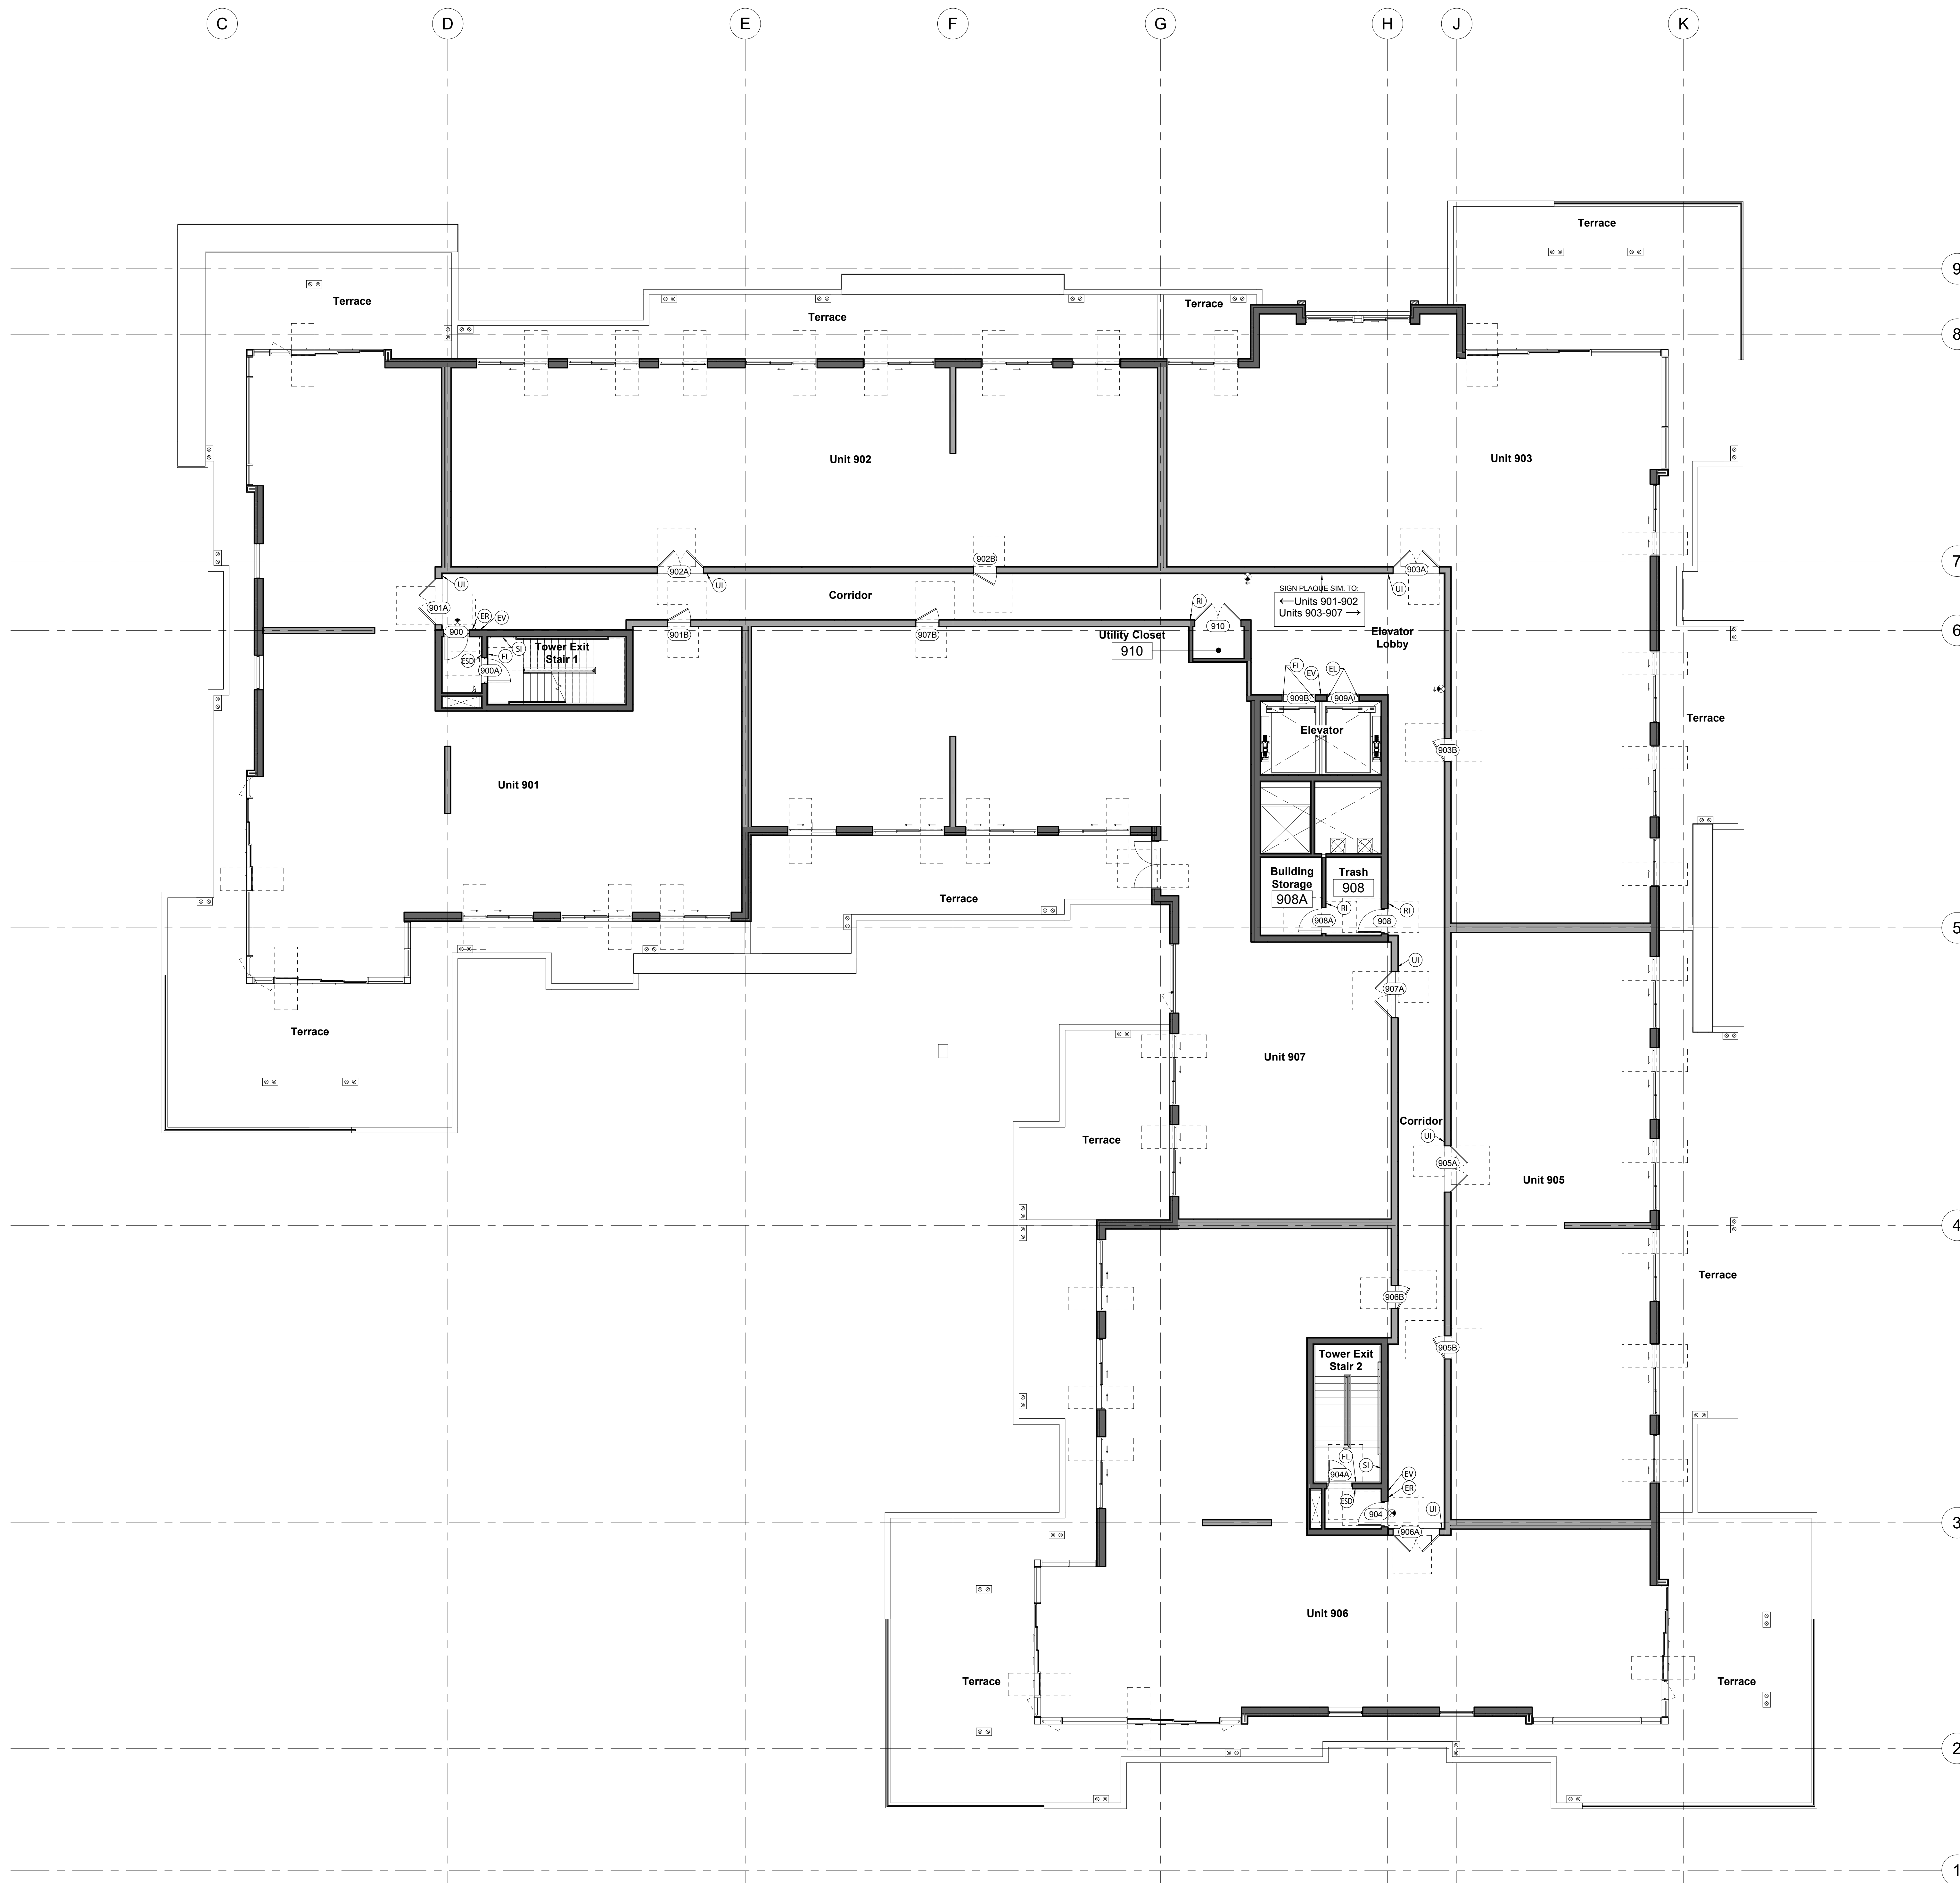 C
D
E
F
G
H
J
K
Terrace
9
Terrace
Terrace
Terrace
8
Unit 902
Unit 903
902B
7
902A
903A
UI
UI
UI
SIGN PLAQUE SIM. TO:
←Units 901-902
Units 903-907 →
Corridor
RI
901A
ER
EV
900
901B
907B
910
Utility Closet
910
Elevator
Lobby
6
SI
FL
ESD
900A
Tower Exit
Stair 1
EL
EV
EL
909B
909A
Terrace
Elevator
903B
Unit 901
Building
Storage
908A
Trash
908
Terrace
RI
RI
908A
908
5
UI
907A
Terrace
Unit 907
Corridor
UI
Terrace
905A
Unit 905
4
Terrace
906B
905B
Tower Exit
Stair 2
FL
SI
904A
EV
ER
ESD
UI
904
906A
3
Unit 906
Terrace
Terrace
2
1